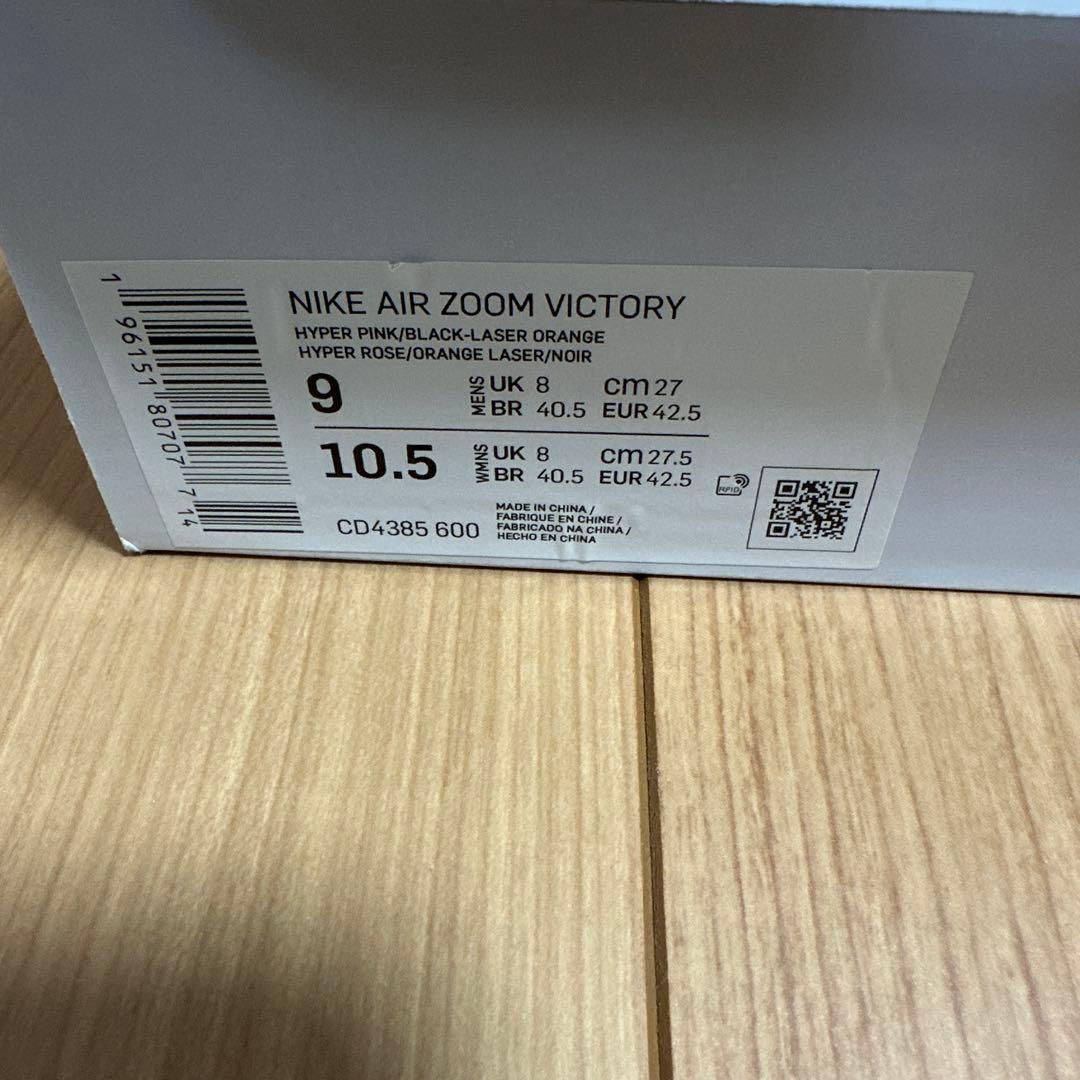 1 96151 80707 714
NIKE AIR ZOOM VICTORY
HYPER PINK/BLACK-LASER ORANGE
HYPER ROSE/ORANGE LASER/NOIR
9 MENS UK 8 cm 27
BR 40.5 EUR 42.5
10.5 WMNS UK 8 cm 27.5
BR 40.5 EUR 42.5
RFID
CD4385 600
MADE IN CHINA /
FABRIQUE EN CHINE /
FABRICADO NA CHINA /
HECHO EN CHINA